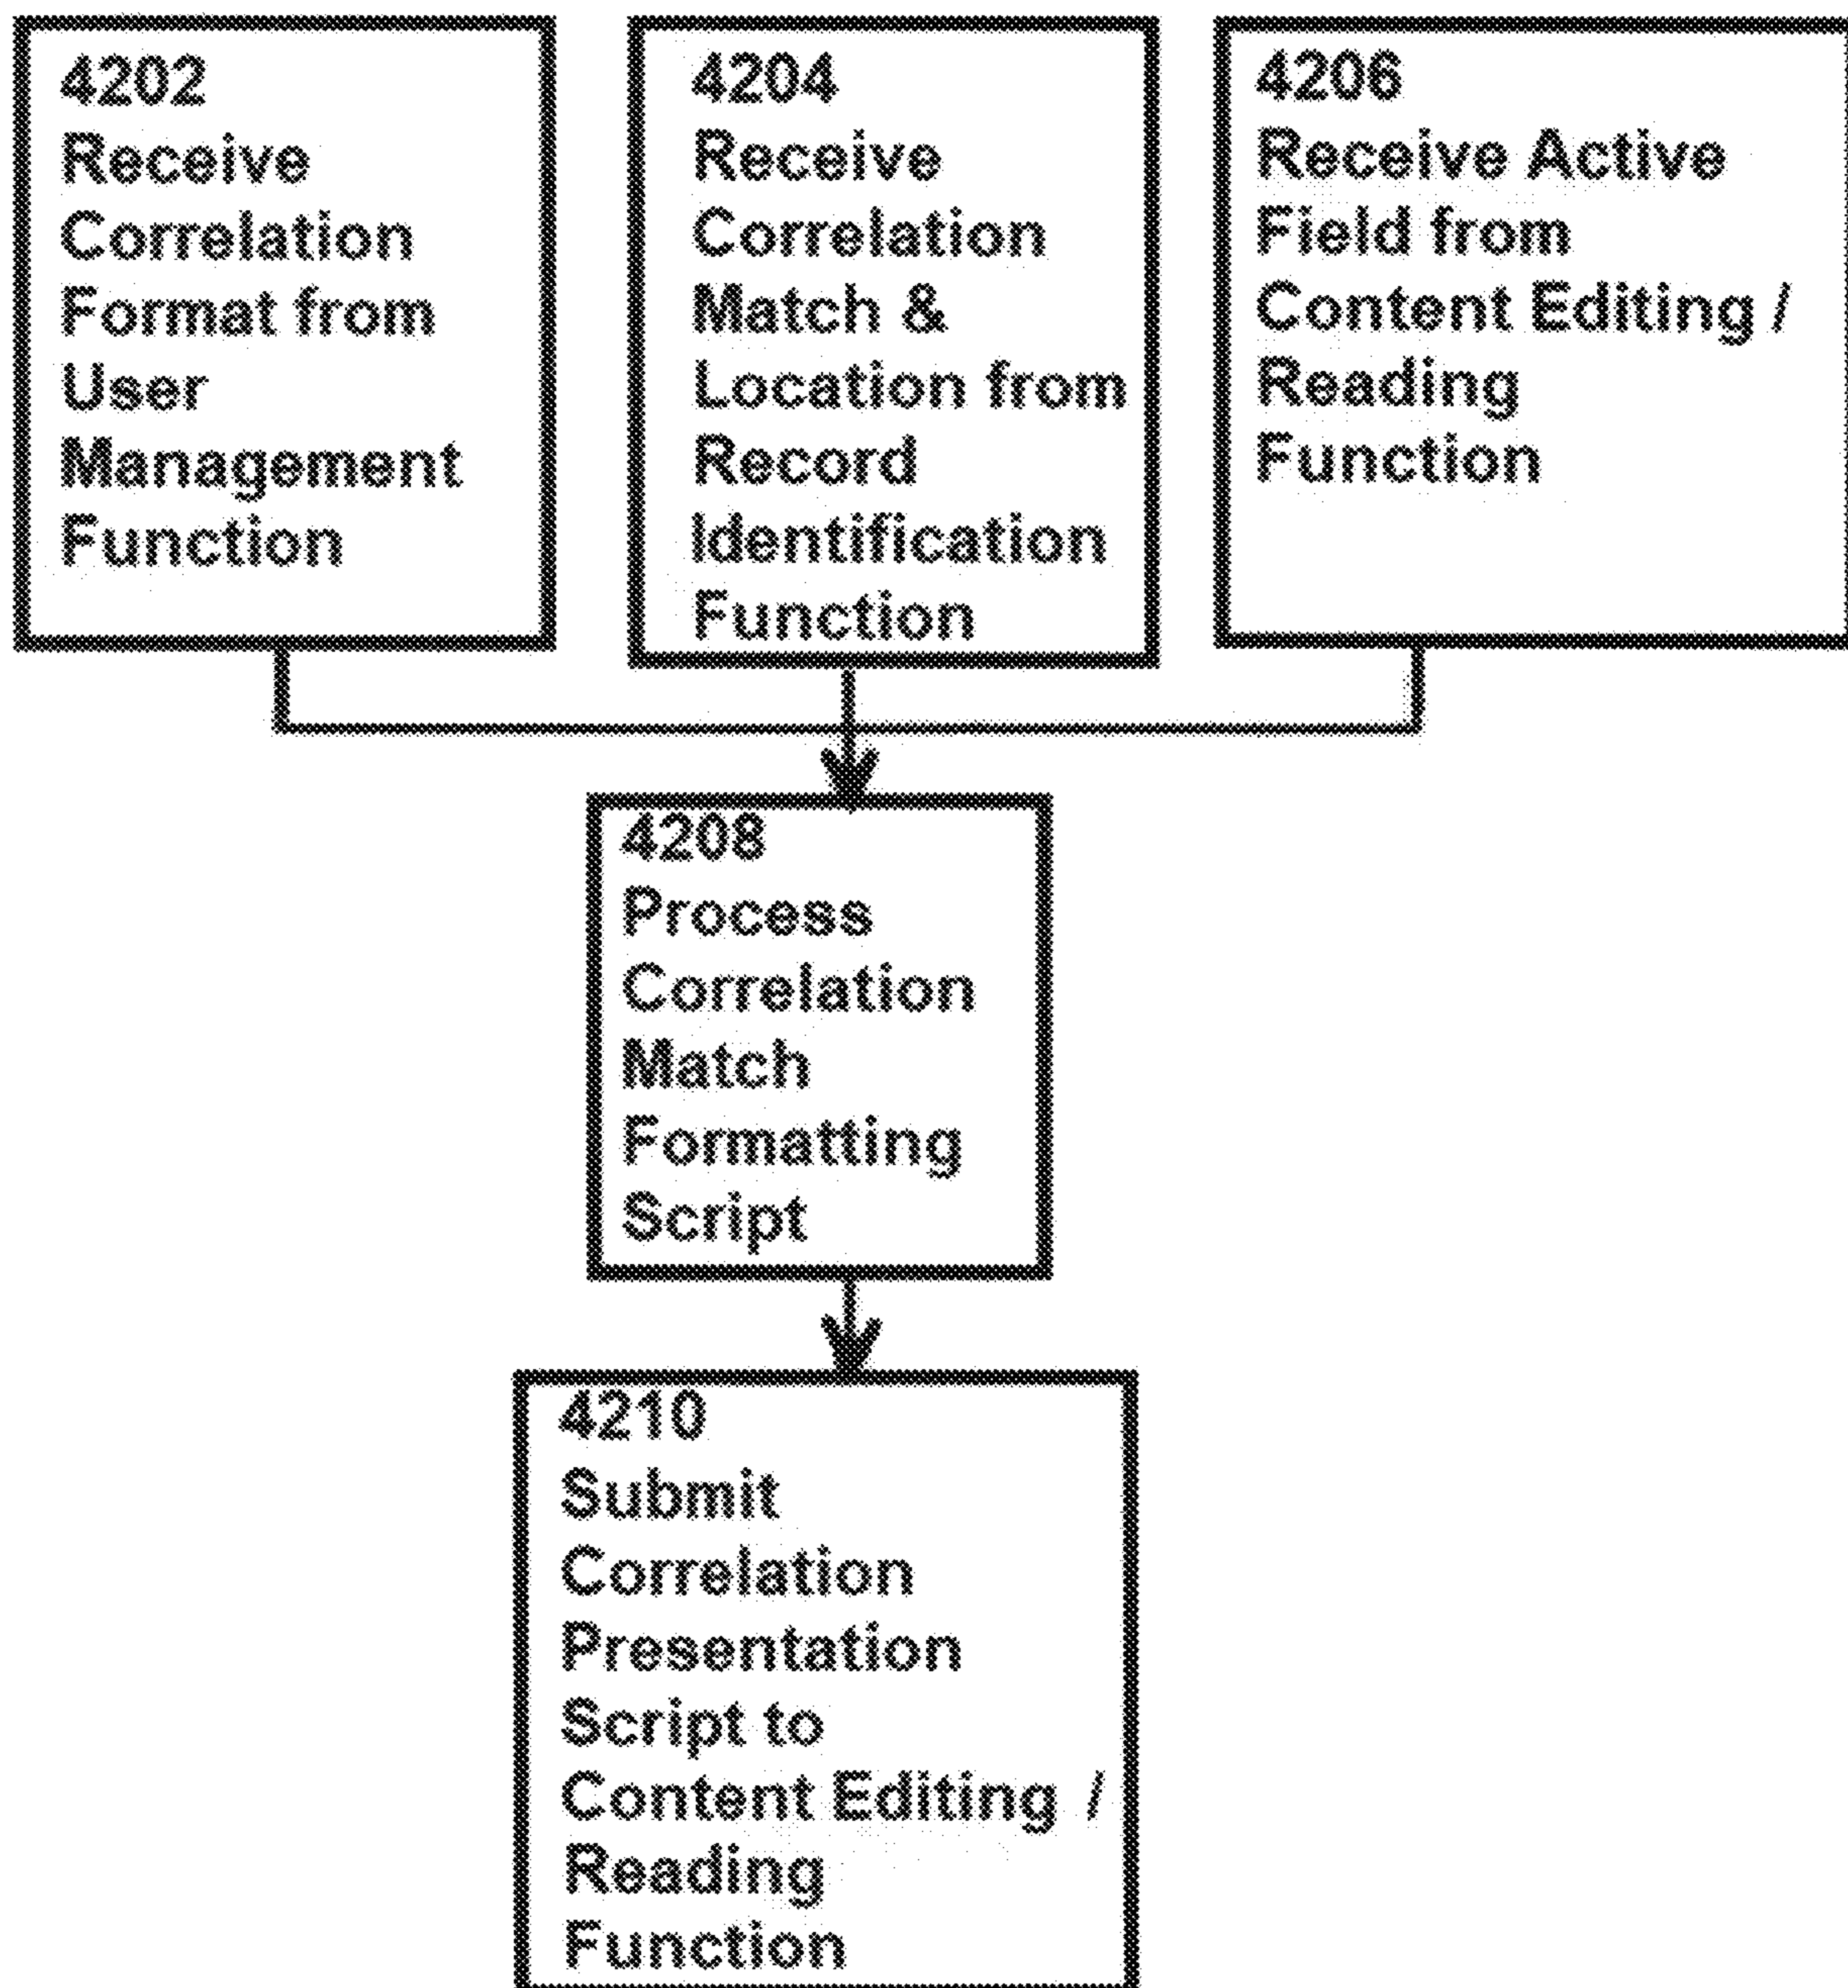 4202
Receive
Correlation
Format from
User
Management
Function
4204
Receive
Correlation
Match &
Location from
Record
Identification
Function
4206
Receive Active
Field from
Content Editing /
Reading
Function
4208
Process
Correlation
Match
Formatting
Script
4210
Submit
Correlation
Presentation
Script to
Content Editing /
Reading
Function